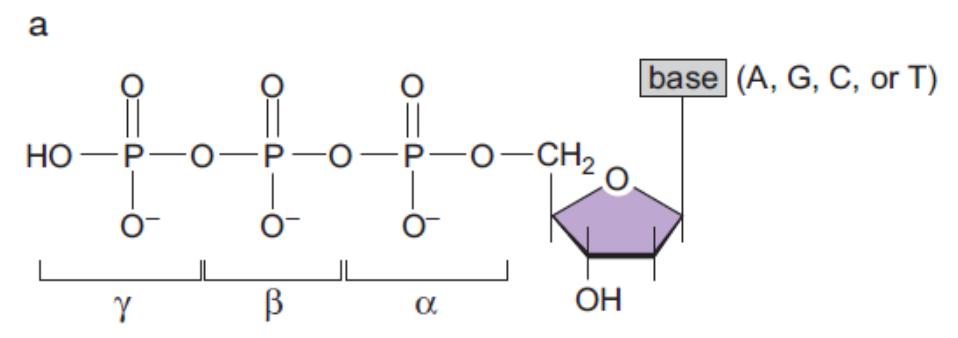 a
O O O base (A, G, C, or T)
HO P O P O P O CH₂
O
O⁻ O⁻ O⁻
γ β α OH